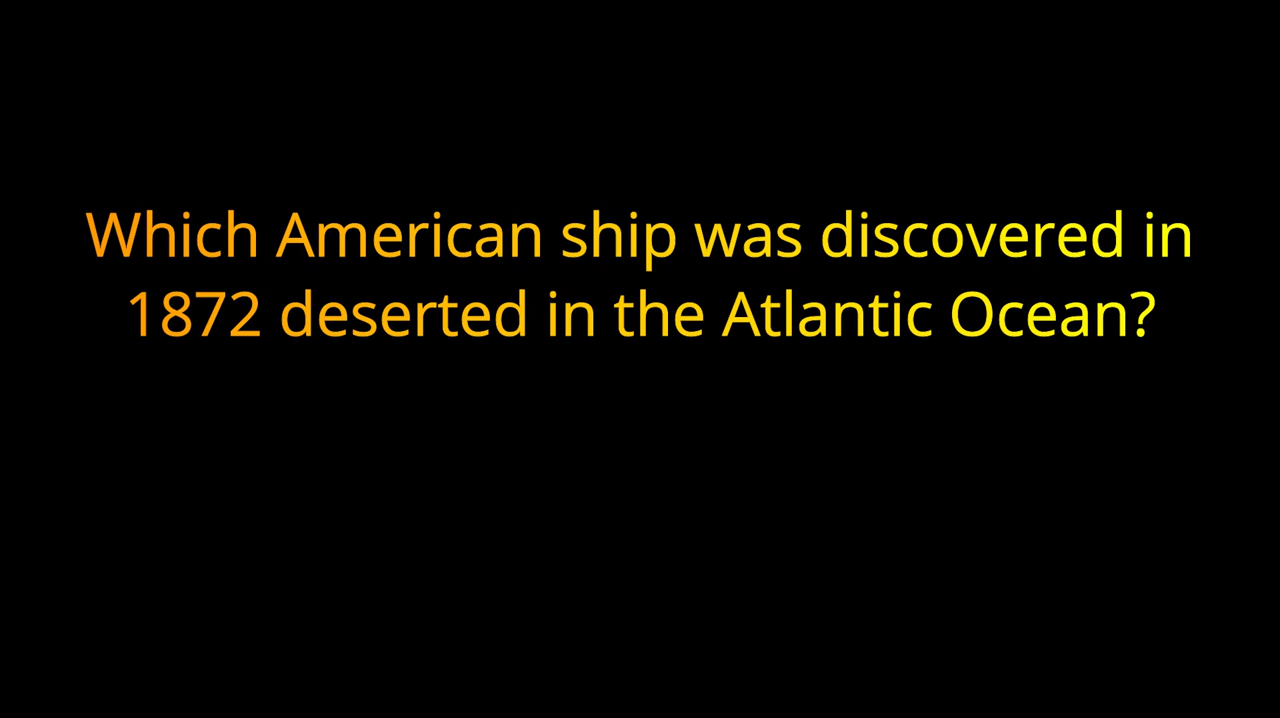 Which American ship was discovered in
1872 deserted in the Atlantic Ocean?